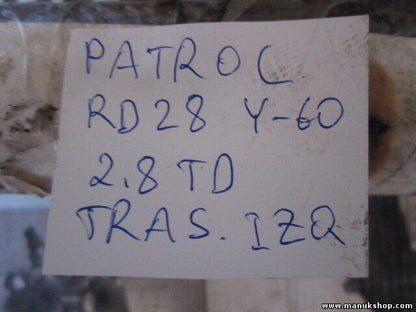 PATROL
RD28 Y-60
2.8 TD
TRAS. IZQ
www.manukshop.com